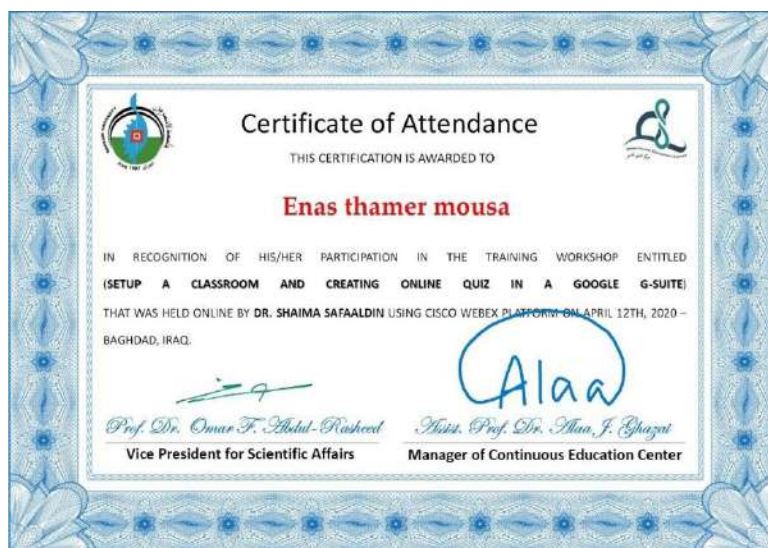 Certificate of Attendance
THIS CERTIFICATION IS AWARDED TO
Enas thamer mousa
IN RECOGNITION OF HIS/HER PARTICIPATION IN THE TRAINING WORKSHOP ENTITLED
(SETUP A CLASSROOM AND CREATING ONLINE QUIZ IN A GOOGLE G-SUITE)
THAT WAS HELD ONLINE BY DR. SHAIMA SAFAALDIN USING CISCO WEBEX PLATFORM ON APRIL 12TH, 2020 –
BAGHDAD, IRAQ.
Alaa
Prof. Dr. Omar F. Abdul-Rasheed Assist. Prof. Dr. Alaa J. Ghazai
Vice President for Scientific Affairs Manager of Continuous Education Center